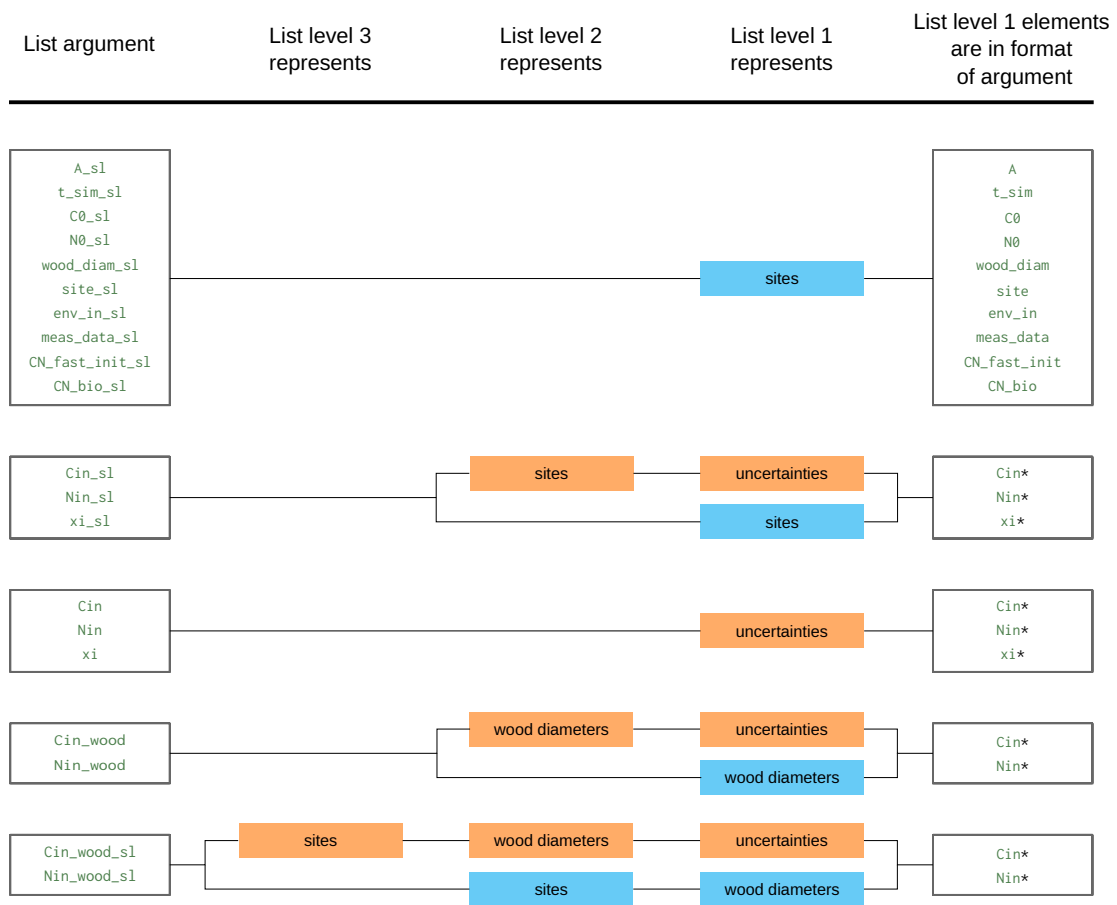 List argument
List level 3
represents
List level 2
represents
List level 1
represents
List level 1 elements
are in format
of argument
A_sl
t_sim_sl
C0_sl
N0_sl
wood_diam_sl
site_sl
env_in_sl
meas_data_sl
CN_fast_init_sl
CN_bio_sl
sites
A
t_sim
C0
N0
wood_diam
site
env_in
meas_data
CN_fast_init
CN_bio
Cin_sl
Nin_sl
xi_sl
sites
uncertainties
sites
Cin*
Nin*
xi*
Cin
Nin
xi
uncertainties
Cin*
Nin*
xi*
Cin_wood
Nin_wood
wood diameters
uncertainties
wood diameters
Cin*
Nin*
Cin_wood_sl
Nin_wood_sl
sites
wood diameters
uncertainties
sites
wood diameters
Cin*
Nin*